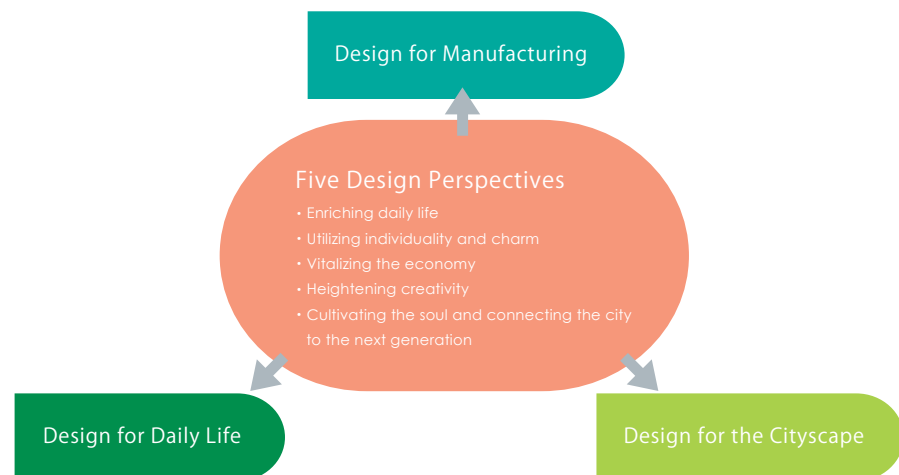 Design for Manufacturing
Five Design Perspectives
・Enriching daily life
・Utilizing individuality and charm
・Vitalizing the economy
・Heightening creativity
・Cultivating the soul and connecting the city
to the next generation
Design for Daily Life
Design for the Cityscape